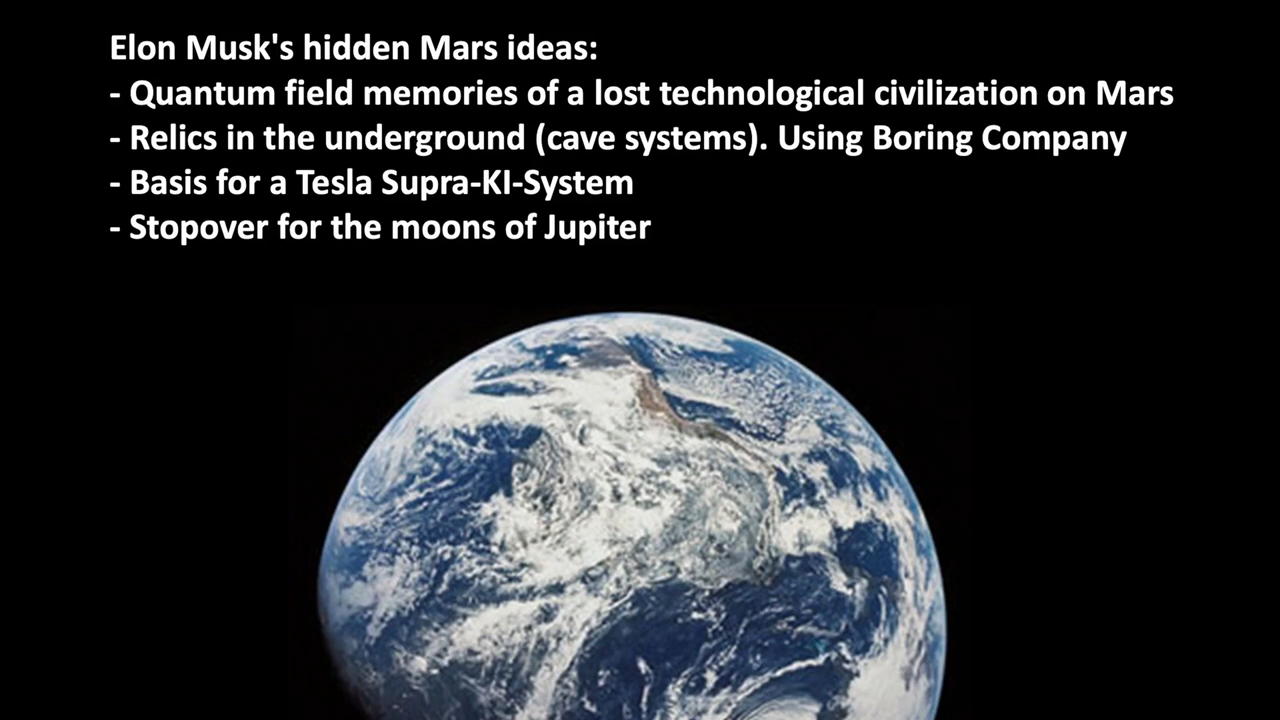 Elon Musk's hidden Mars ideas:
- Quantum field memories of a lost technological civilization on Mars
- Relics in the underground (cave systems). Using Boring Company
- Basis for a Tesla Supra-KI-System
- Stopover for the moons of Jupiter